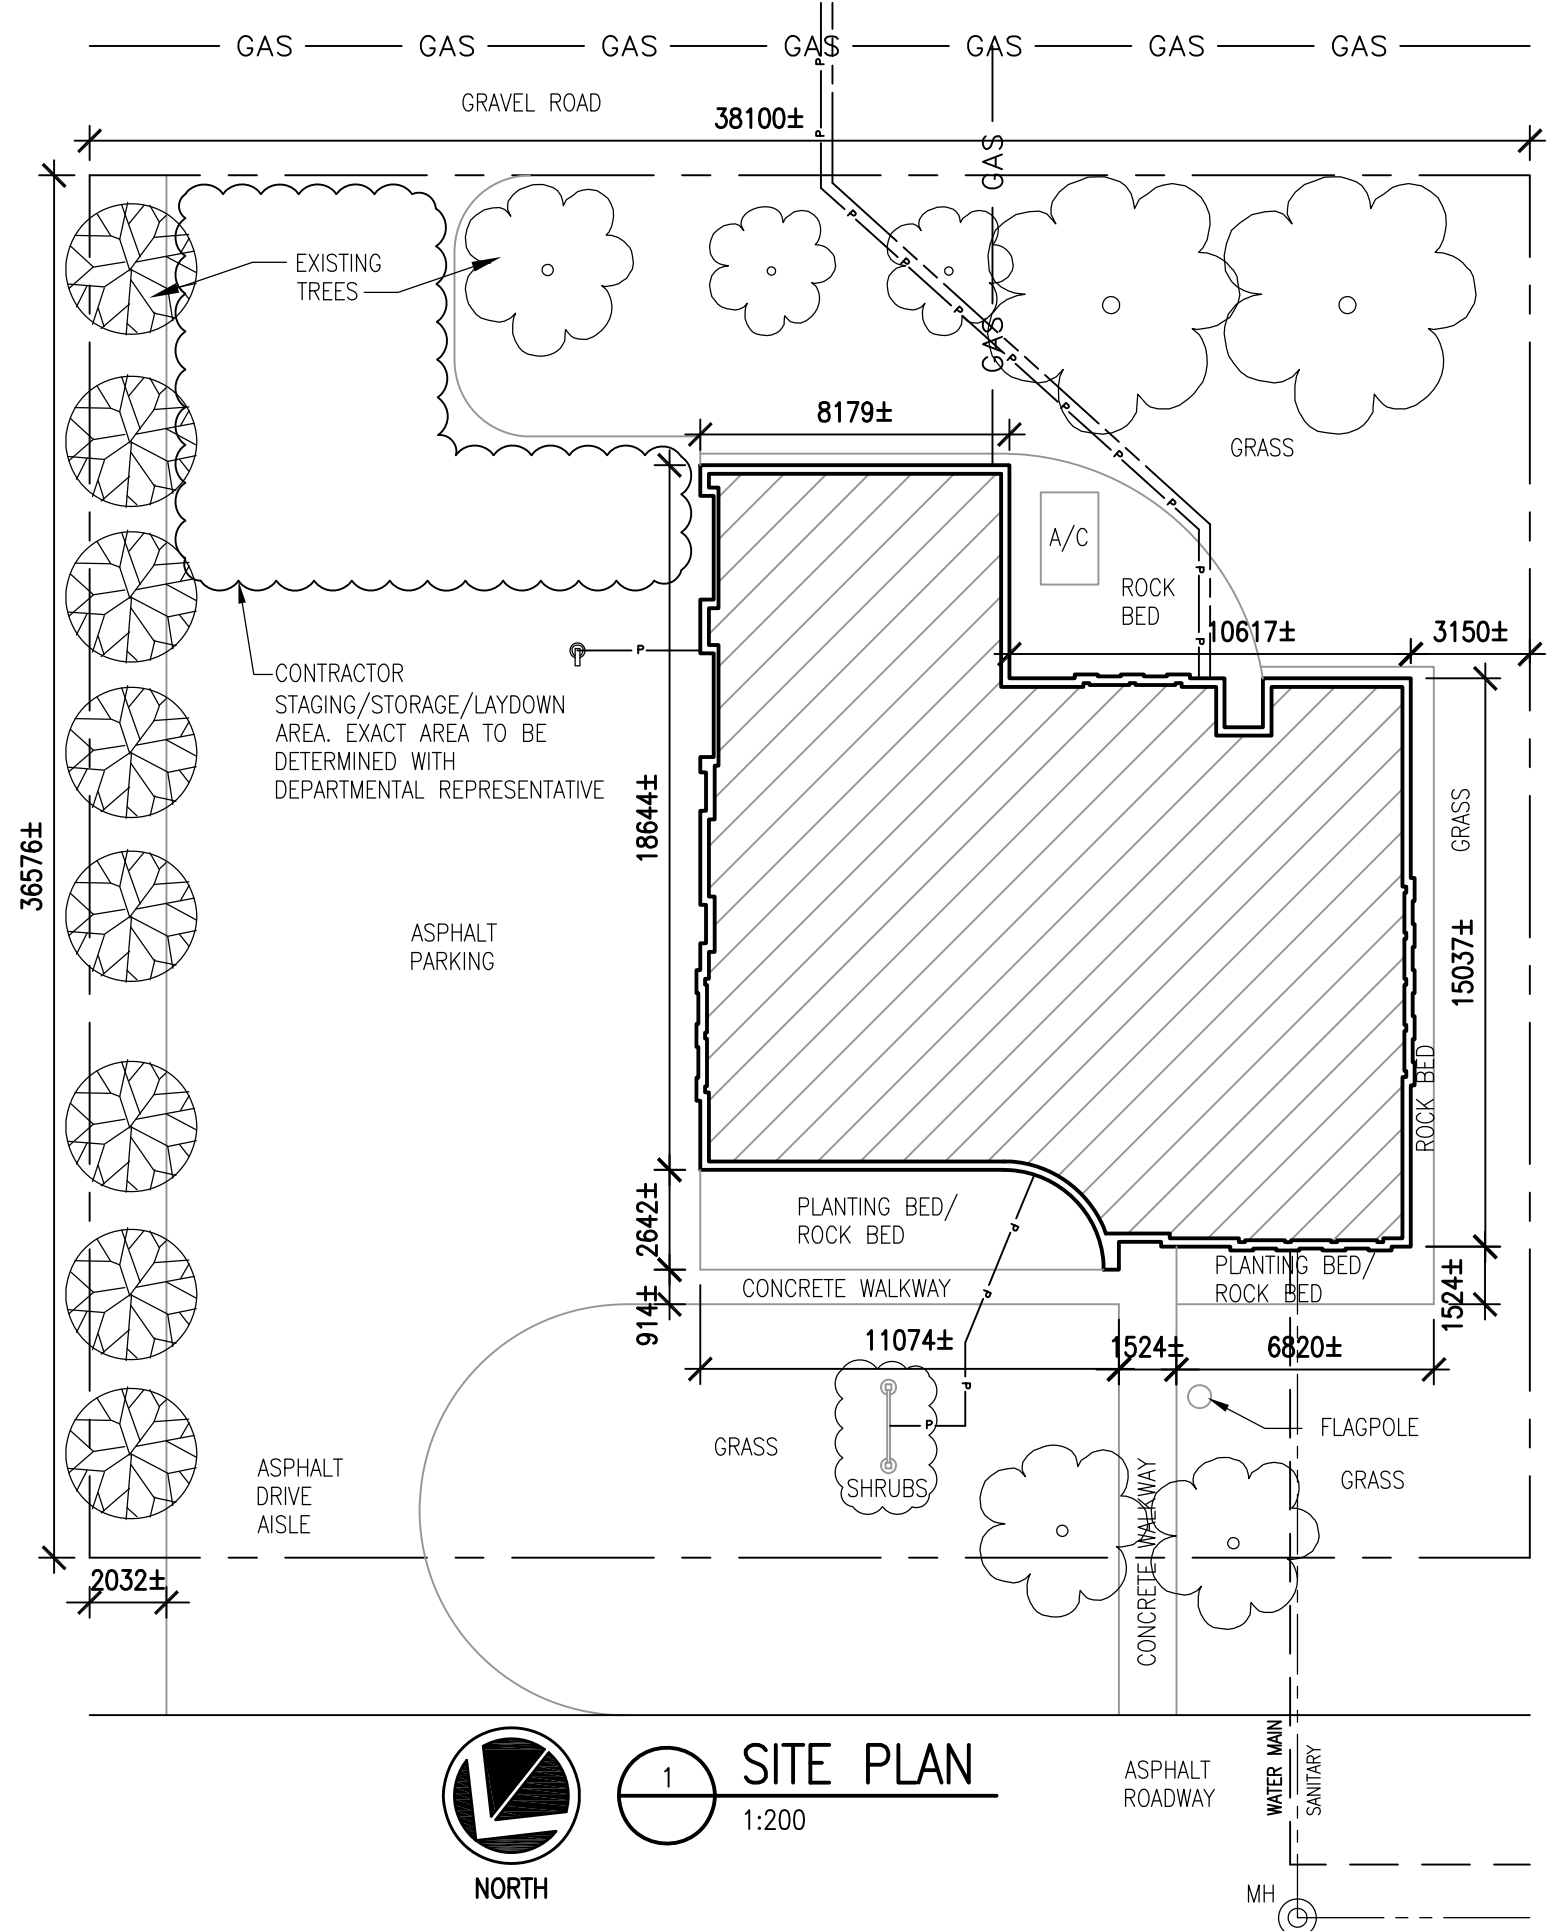 GAS GAS GAS GAS GAS GAS GAS
P
GRAVEL ROAD
38100±
P
GAS
P
EXISTING
TREES
P
P
GAS
P
P
8179±
GRASS
P
P
A/C
P
ROCK
BED
10617±
3150±
P
P
CONTRACTOR
STAGING/STORAGE/LAYDOWN
AREA. EXACT AREA TO BE
DETERMINED WITH
DEPARTMENTAL REPRESENTATIVE
18644±
GRASS
36576±
ASPHALT
PARKING
15037±
ROCK BED
2642±
PLANTING BED/
ROCK BED
P
PLANTING BED/
ROCK BED
CONCRETE WALKWAY
P
914±
1524±
11074±
1524±
6820±
P
P
FLAGPOLE
GRASS
SHRUBS
GRASS
ASPHALT
DRIVE
AISLE
CONCRETE WALKWAY
2032±
NORTH
1
SITE PLAN
1:200
ASPHALT
ROADWAY
WATER MAIN
SANITARY
MH